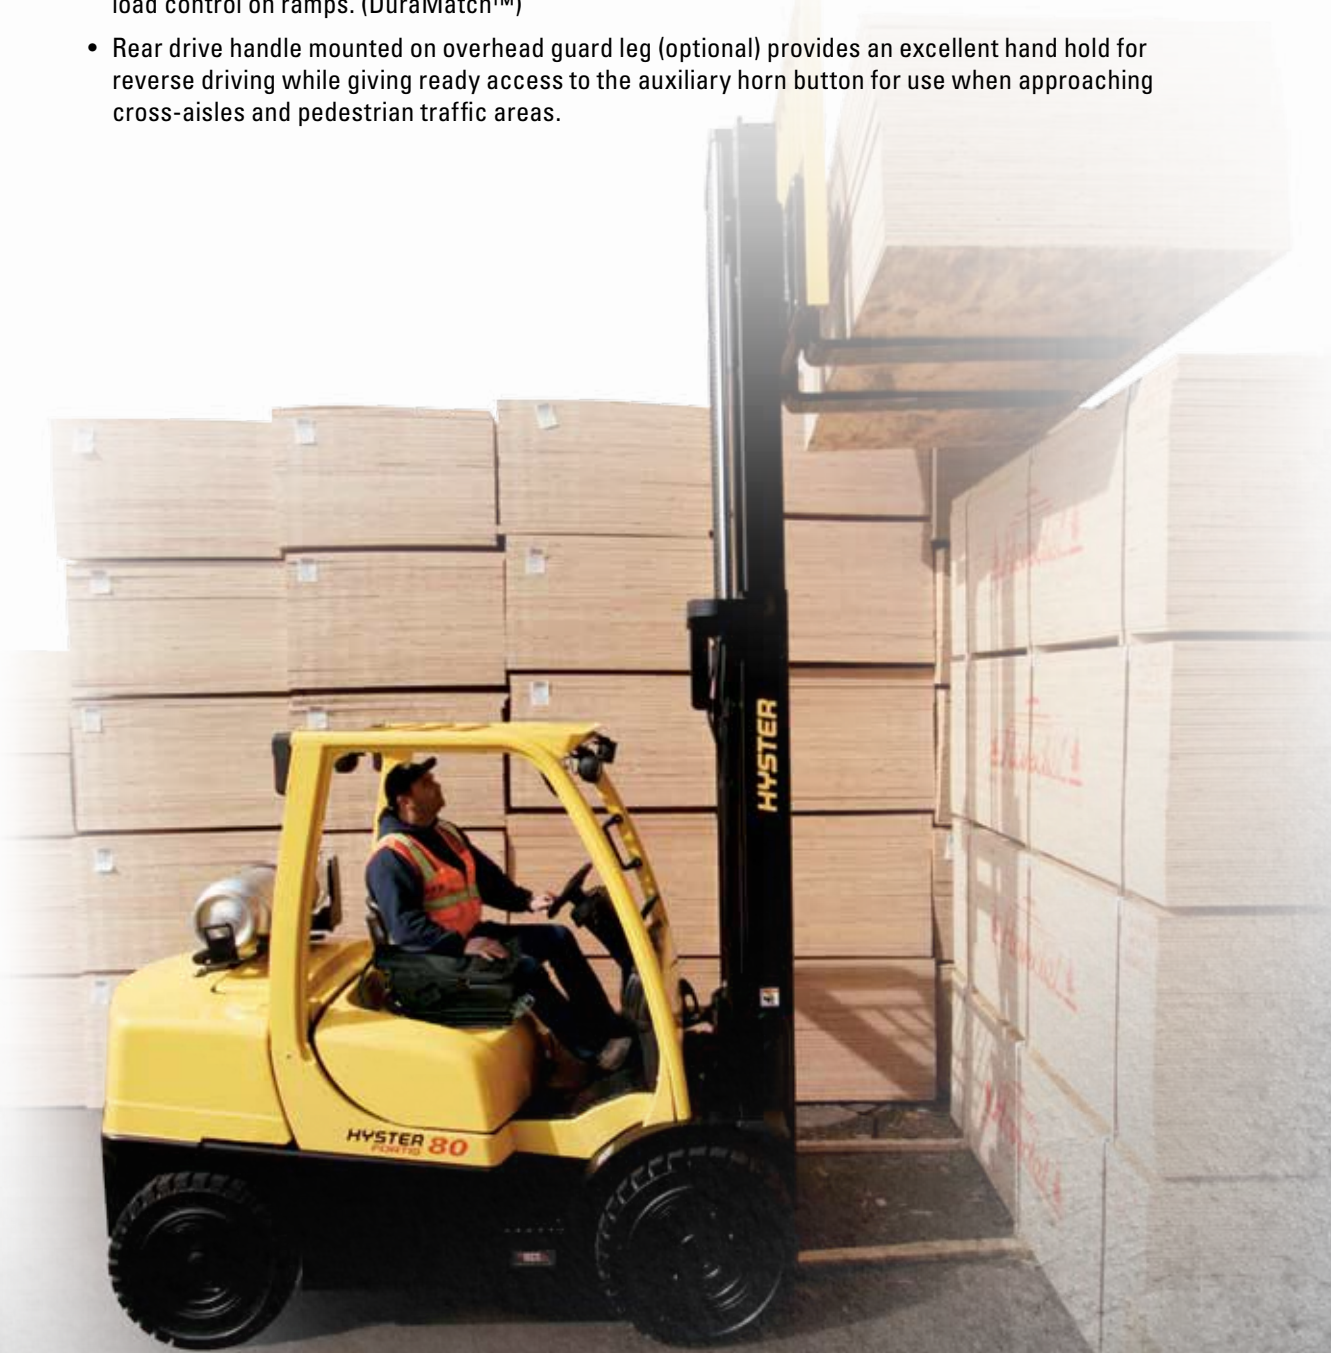 load control on ramps. (DuraMatch™)
• Rear drive handle mounted on overhead guard leg (optional) provides an excellent hand hold for
reverse driving while giving ready access to the auxiliary horn button for use when approaching
cross-aisles and pedestrian traffic areas.
HYSTER
HYSTER 80
FORTIS